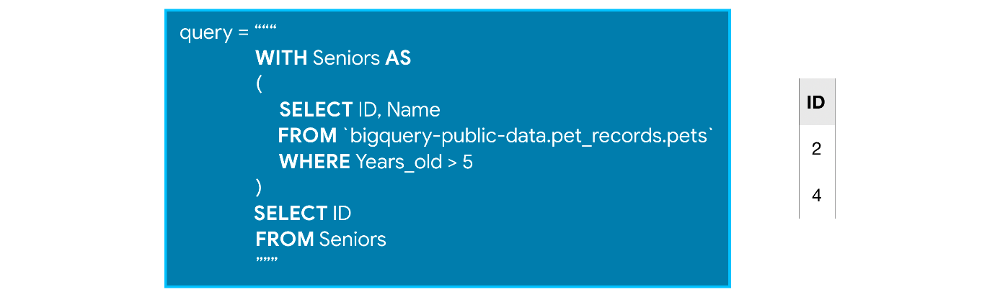 query = “““
WITH Seniors AS
(
SELECT ID, Name
FROM `bigquery-public-data.pet_records.pets`
WHERE Years_old > 5
)
SELECT ID
FROM Seniors
”””
ID
2
4